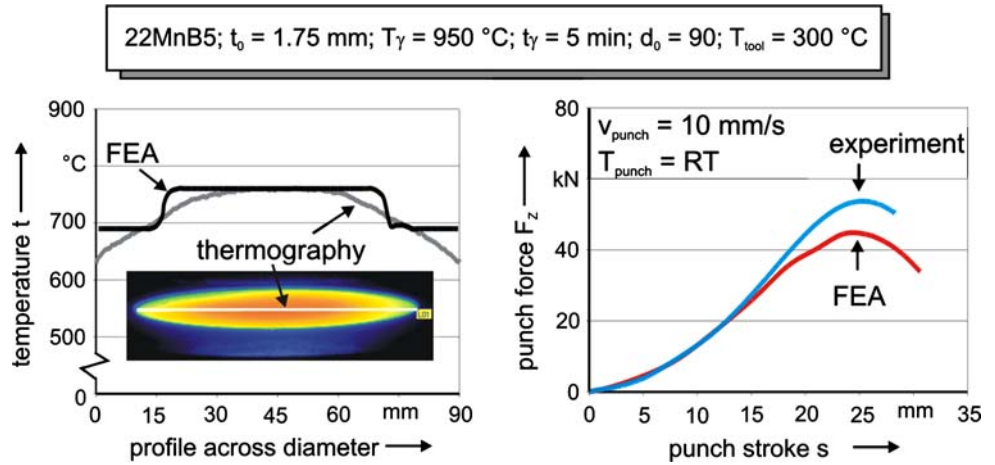 22MnB5; t₀ = 1.75 mm; Tγ = 950 °C; tγ = 5 min; d₀ = 90; T_tool = 300 °C
900
°C
700
600
500
0
temperature t
FEA
thermography
L01
0 15 30 45 60 mm 90
profile across diameter
80
kN
40
20
0
punch force F_z
v_punch = 10 mm/s
T_punch = RT
experiment
FEA
0 5 10 15 20 25 mm 35
punch stroke s